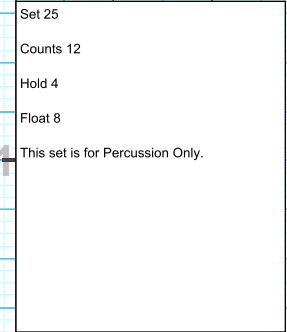 Set 25
Counts 12
Hold 4
Float 8
This set is for Percussion Only.